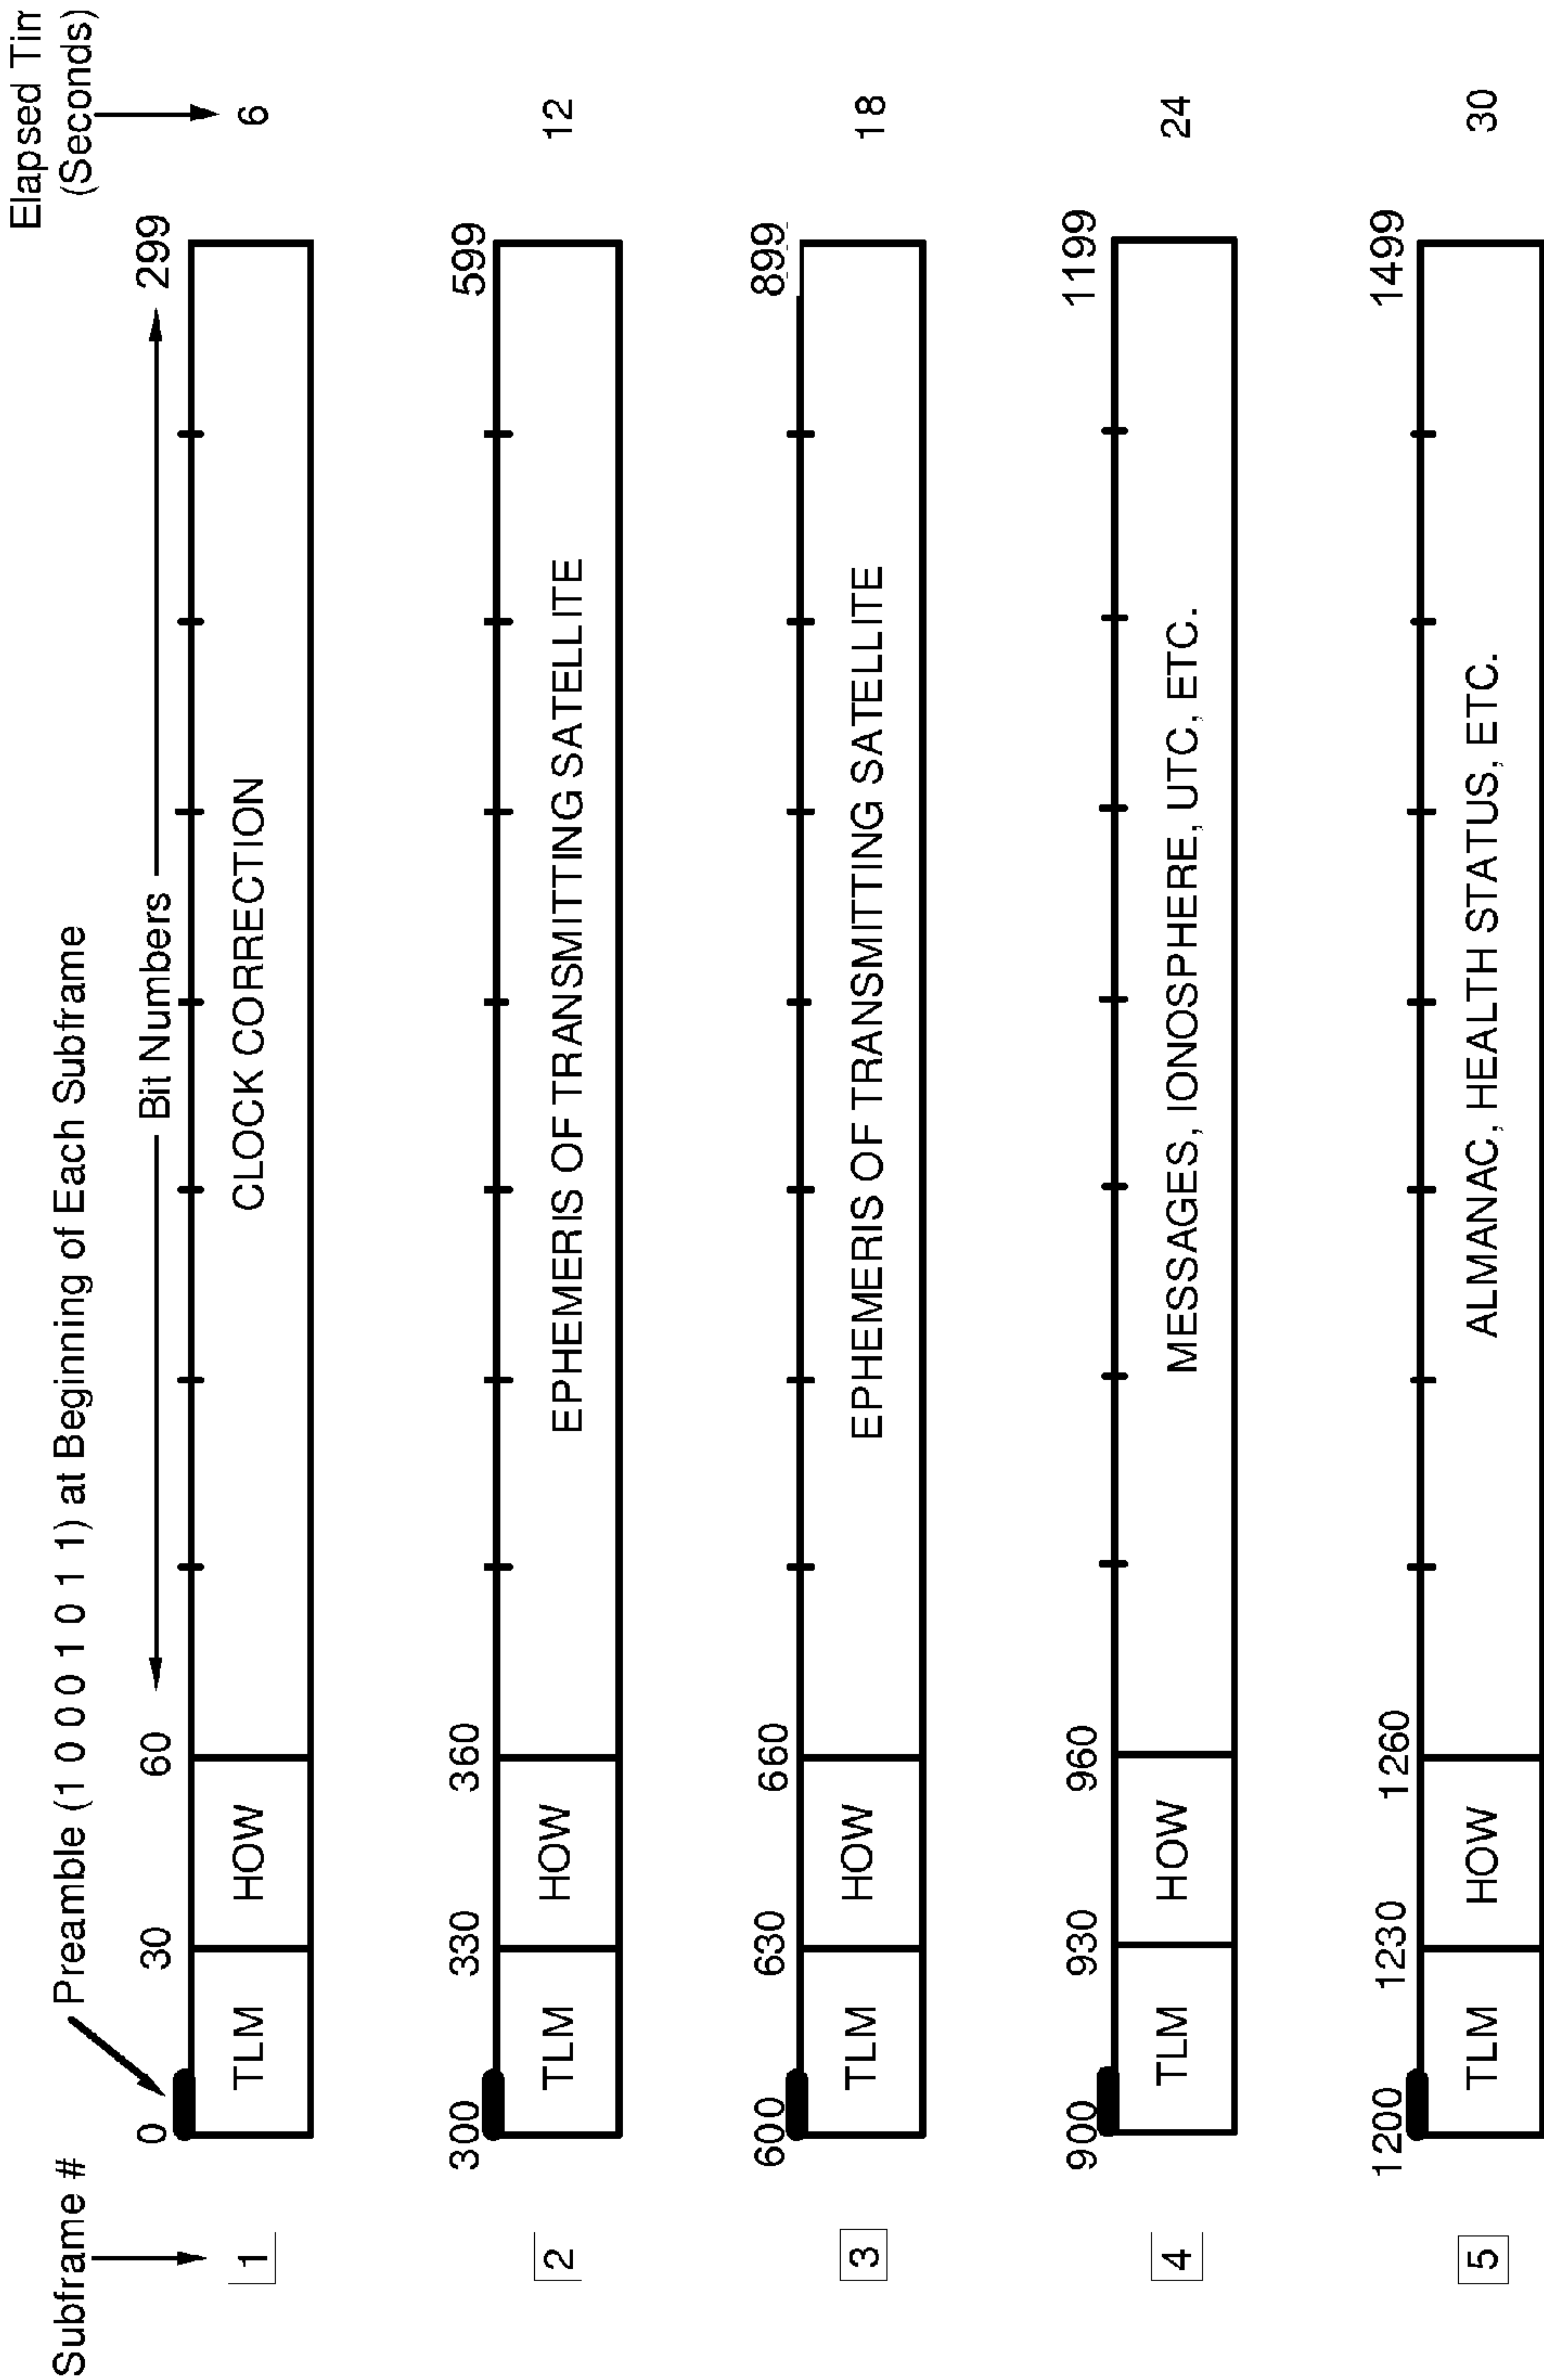 Subframe #
Preamble (1 0 0 0 1 0 1 1) at Beginning of Each Subframe
Elapsed Tim
(Seconds)
0
30
60
Bit Numbers
299
1
TLM
HOW
CLOCK CORRECTION
6
300
330
360
599
2
TLM
HOW
EPHEMERIS OF TRANSMITTING SATELLITE
12
600
630
660
899
3
TLM
HOW
EPHEMERIS OF TRANSMITTING SATELLITE
18
900
930
960
1199
4
TLM
HOW
MESSAGES, IONOSPHERE, UTC, ETC.
24
1200
1230
1260
1499
5
TLM
HOW
ALMANAC, HEALTH STATUS, ETC.
30